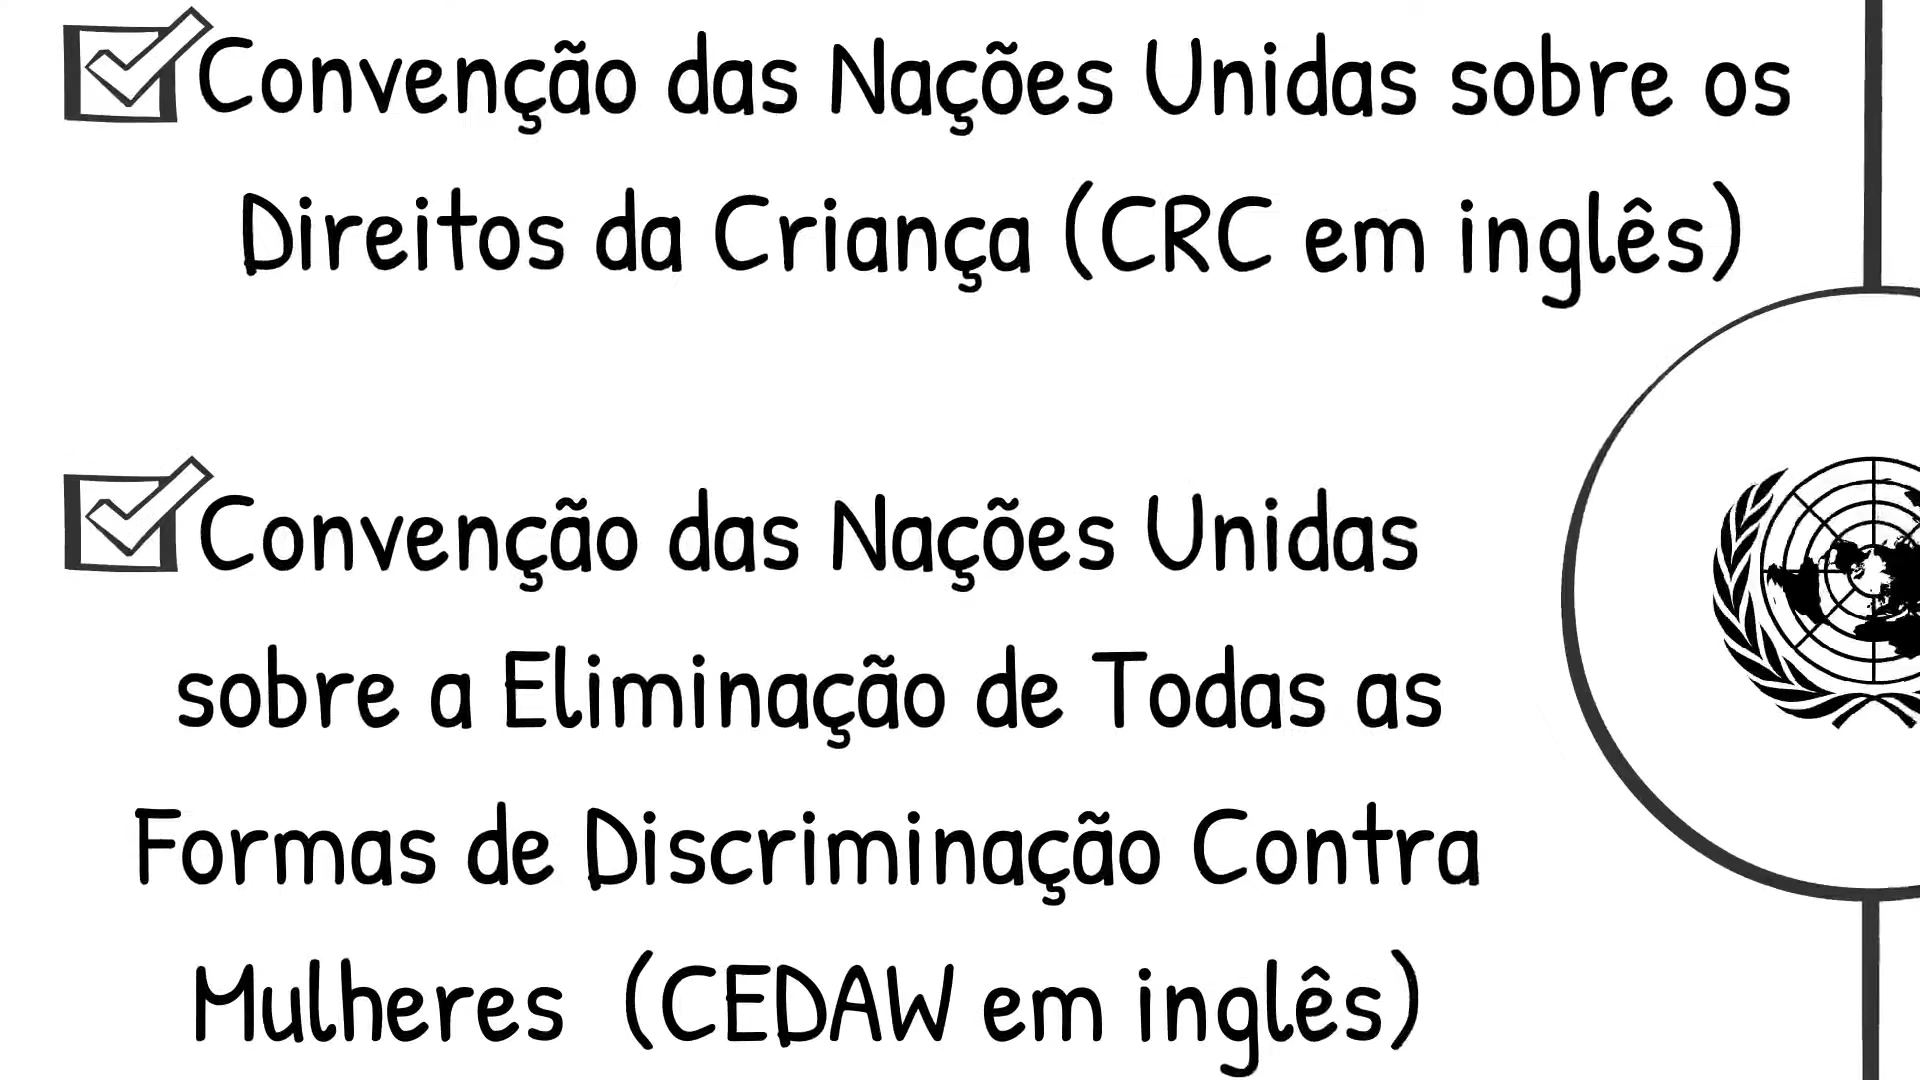 Convenção das Nações Unidas sobre os
Direitos da Criança (CRC em inglês)
Convenção das Nações Unidas
sobre a Eliminação de Todas as
Formas de Discriminação Contra
Mulheres (CEDAW em inglês)